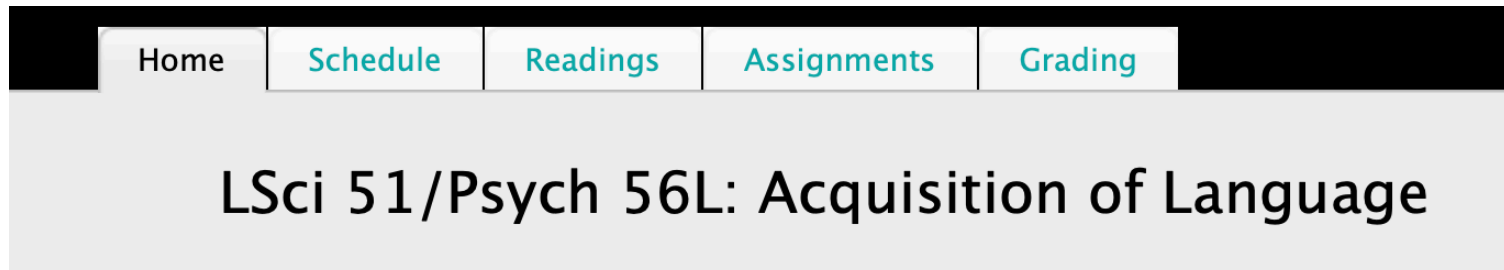 Home Schedule Readings Assignments Grading
LSci 51/Psych 56L: Acquisition of Language